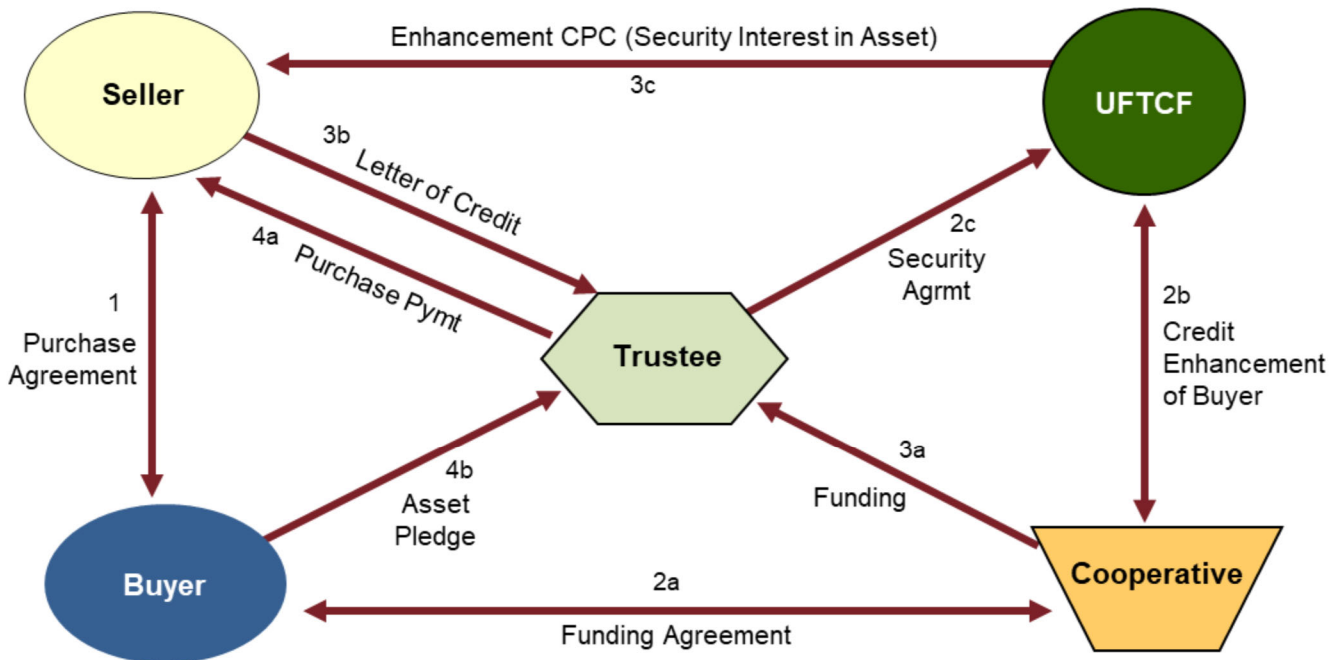 Enhancement CPC (Security Interest in Asset)
3c
Seller
UFTCF
3b
Letter of Credit
4a Purchase Pymt
2c
Security
Agrmt
1
Purchase
Agreement
2b
Credit
Enhancement
of Buyer
Trustee
4b
Asset
Pledge
3a
Funding
Buyer
Cooperative
2a
Funding Agreement